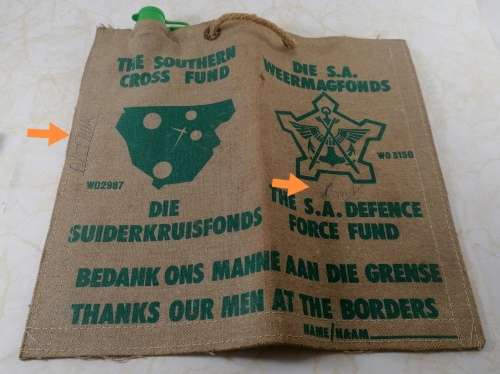 THE SOUTHERN
CROSS FUND
WD2987
DIE
SUIDERKRUISFONDS
DIE S.A.
WEERMAGFONDS
WO 5150
THE S.A. DEFENCE
FORCE FUND
BEDANK ONS MANNE AAN DIE GRENSE
THANKS OUR MEN AT THE BORDERS
NAME/NAAM